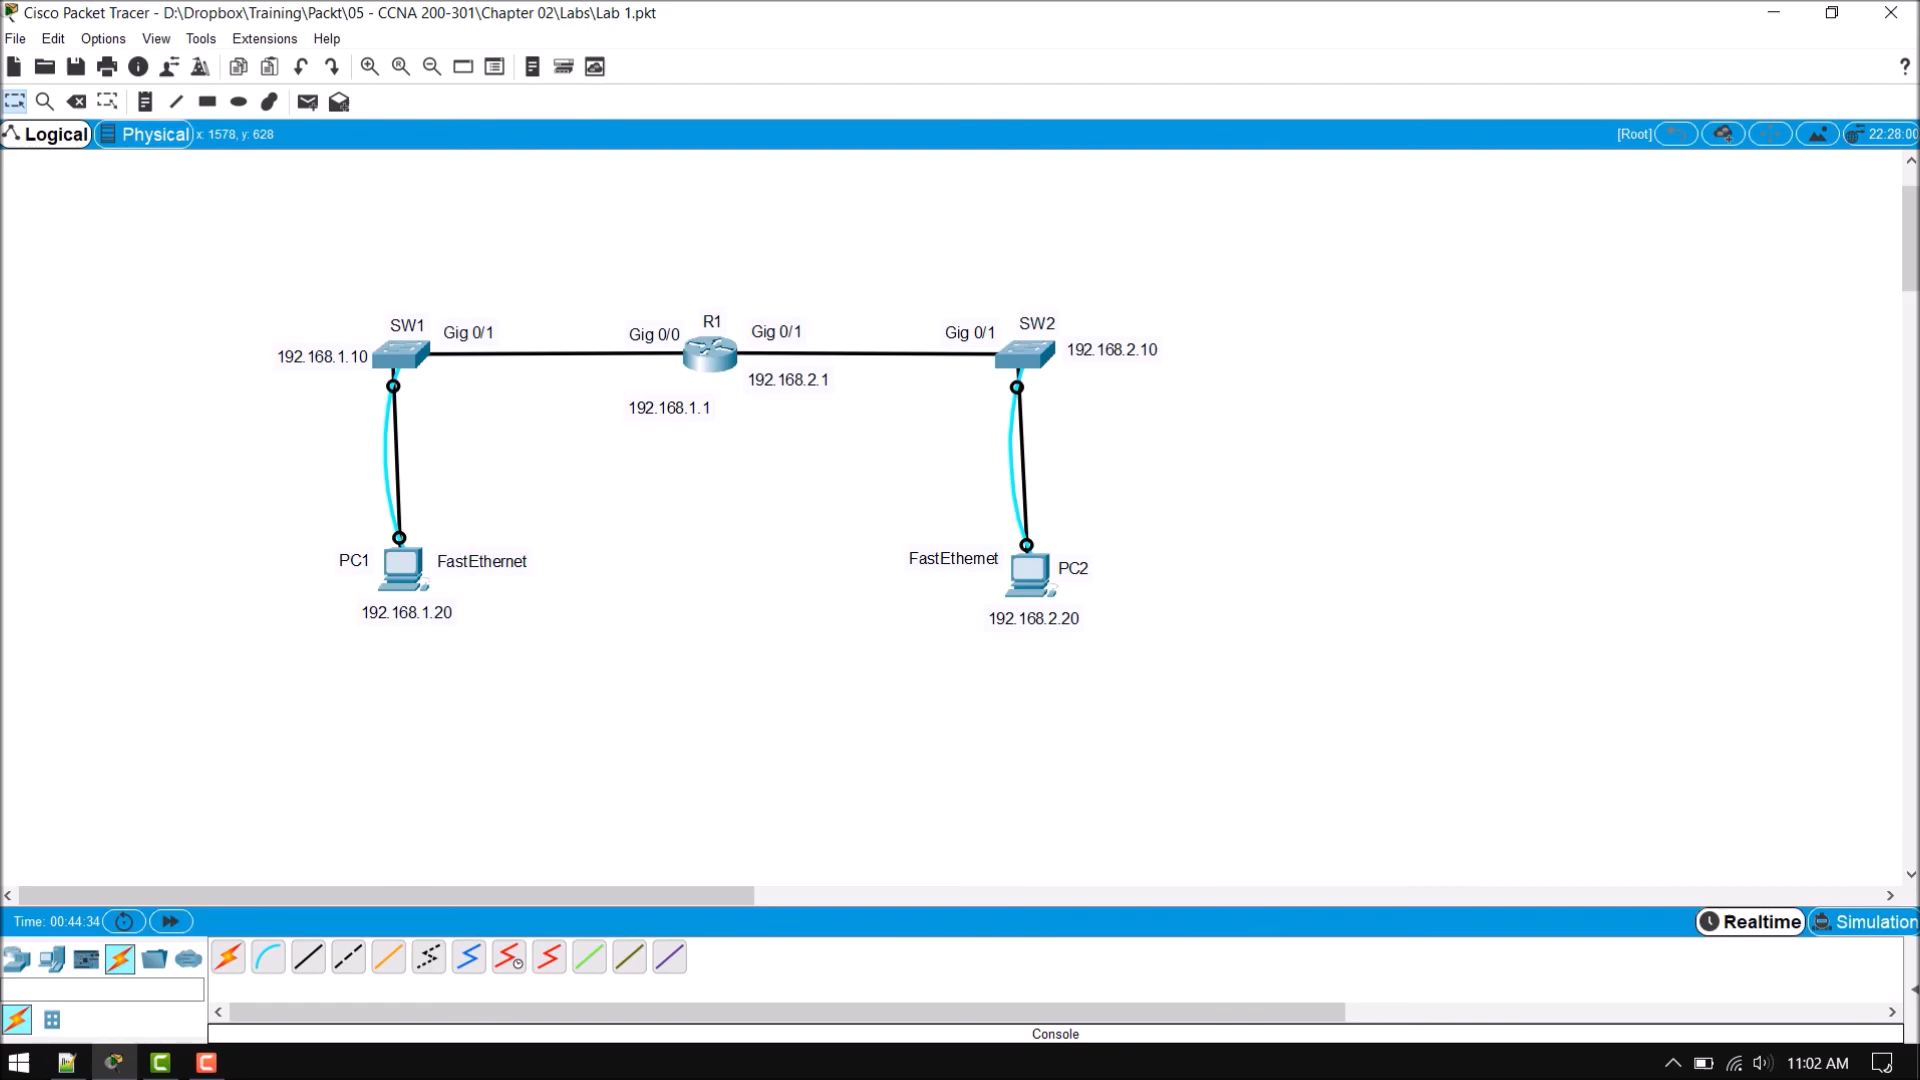 Cisco Packet Tracer - D:\Dropbox\Training\Packt\05 - CCNA 200-301\Chapter 02\Labs\Lab 1.pkt
File Edit Options View Tools Extensions Help
?
Logical Physical x: 1578, y: 628 [Root] 22:28:00
SW1 Gig 0/1 Gig 0/0 R1 Gig 0/1 Gig 0/1 SW2
192.168.1.10 192.168.2.10
192.168.2.1
192.168.1.1
PC1 FastEthernet FastEthernet PC2
192.168.1.20 192.168.2.20
Time: 00:44:34 Realtime Simulation
Console
11:02 AM